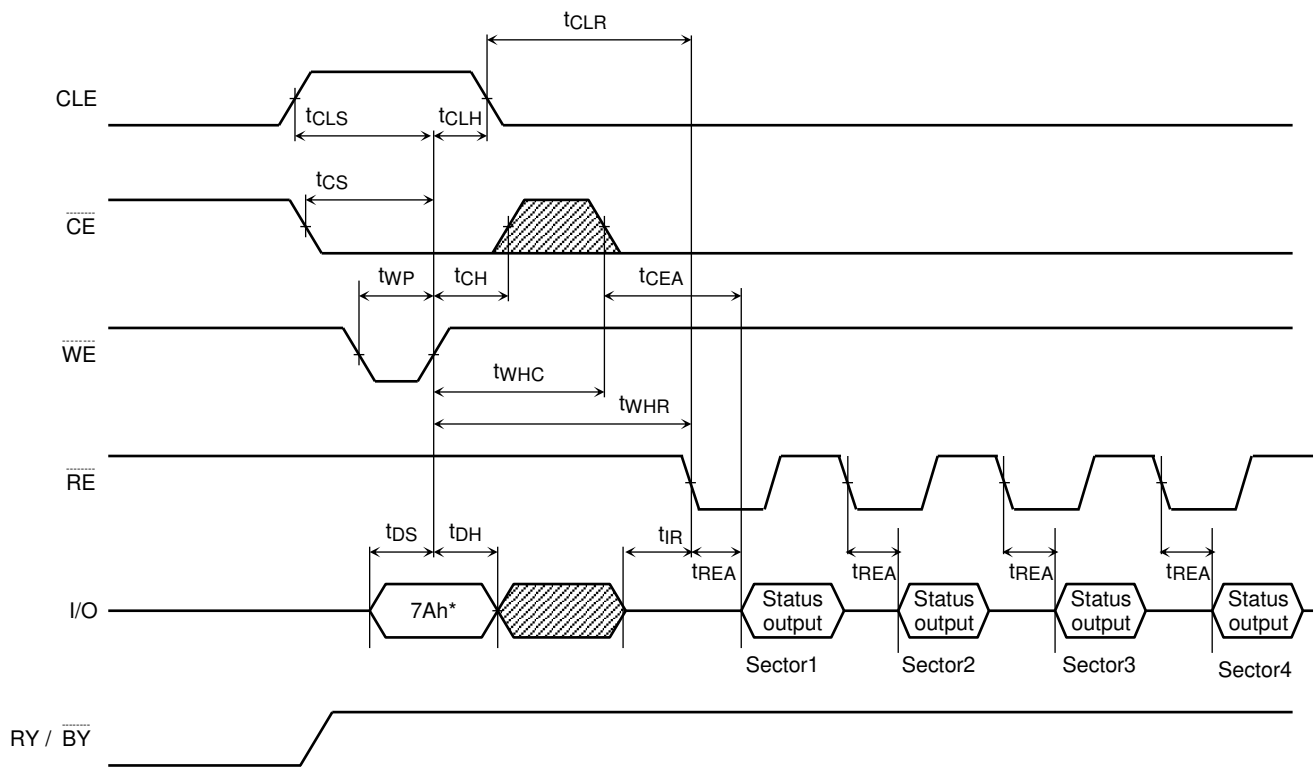 tCLR
CLE
tCLS
tCLH
tCS
CE
tWP
tCH
tCEA
WE
tWHC
tWHR
RE
tDS
tDH
tIR
tREA
tREA
tREA
tREA
I/O
7Ah*
Status
output
Status
output
Status
output
Status
output
Sector1
Sector2
Sector3
Sector4
RY / BY